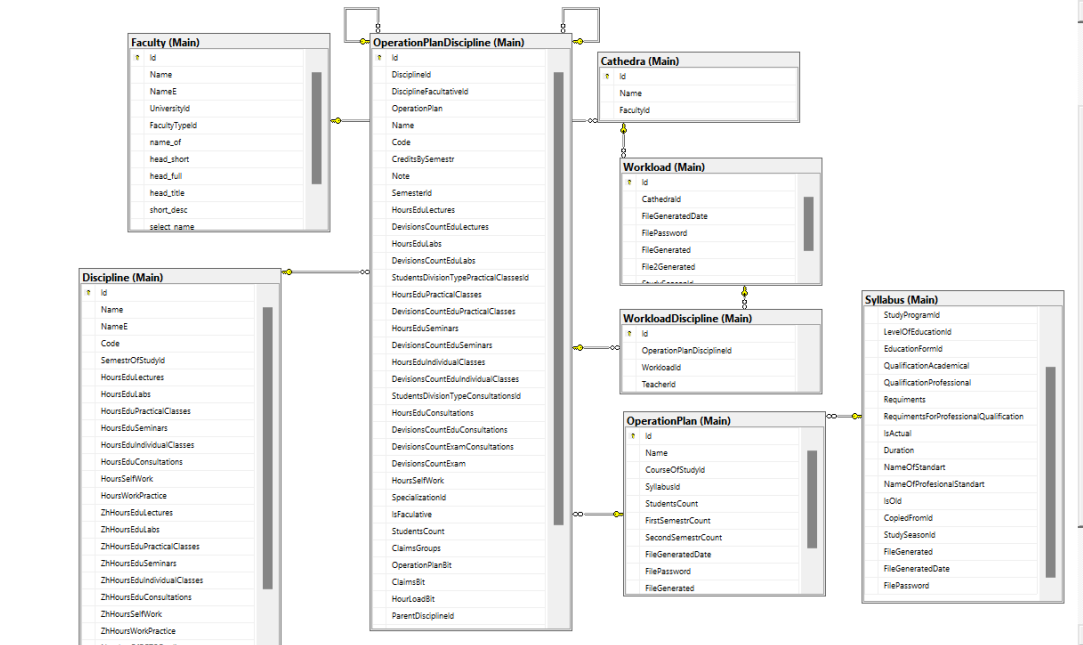 Faculty (Main)
Id
Name
NameE
UniversityId
FacultyTypeId
name_of
head_short
head_full
head_title
short_desc
select_name
OperationPlanDiscipline (Main)
Id
DisciplineId
DisciplineFacultativeId
OperationPlan
Name
Code
CreditsBySemestr
Note
SemesterId
HoursEduLectures
DevisionsCountEduLectures
HoursEduLabs
DevisionsCountEduLabs
StudentsDivisionTypePracticalClassesId
HoursEduPracticalClasses
DevisionsCountEduPracticalClasses
HoursEduSeminars
DevisionsCountEduSeminars
HoursEduIndividualClasses
DevisionsCountEduIndividualClasses
StudentsDivisionTypeConsultationsId
HoursEduConsultations
DevisionsCountEduConsultations
DevisionsCountExamConsultations
DevisionsCountExam
HoursSelfWork
SpecializationId
IsFaculative
StudentsCount
ClaimsGroups
OperationPlanBit
ClaimsBit
HourLoadBit
ParentDisciplineId
Cathedra (Main)
Id
Name
FacultyId
Workload (Main)
Id
CathedraId
FileGeneratedDate
FilePassword
FileGenerated
File2Generated
StudySeasonId
Discipline (Main)
Id
Name
NameE
Code
SemestrOfStudyId
HoursEduLectures
HoursEduLabs
HoursEduPracticalClasses
HoursEduSeminars
HoursEduIndividualClasses
HoursEduConsultations
HoursSelfWork
HoursWorkPractice
ZhHoursEduLectures
ZhHoursEduLabs
ZhHoursEduPracticalClasses
ZhHoursEduSeminars
ZhHoursEduIndividualClasses
ZhHoursEduConsultations
ZhHoursSelfWork
ZhHoursWorkPractice
WorkloadDiscipline (Main)
Id
OperationPlanDisciplineId
WorkloadId
TeacherId
OperationPlan (Main)
Id
Name
CourseOfStudyId
SyllabusId
StudentsCount
FirstSemestrCount
SecondSemestrCount
FileGeneratedDate
FilePassword
FileGenerated
Syllabus (Main)
StudyProgramId
LevelOfEducationId
EducationFormId
QualificationAcademical
QualificationProfessional
Requiments
RequimentsForProfessionalQualification
IsActual
Duration
NameOfStandart
NameOfProfesionalStandart
IsOld
CopiedFromId
StudySeasonId
FileGenerated
FileGeneratedDate
FilePassword